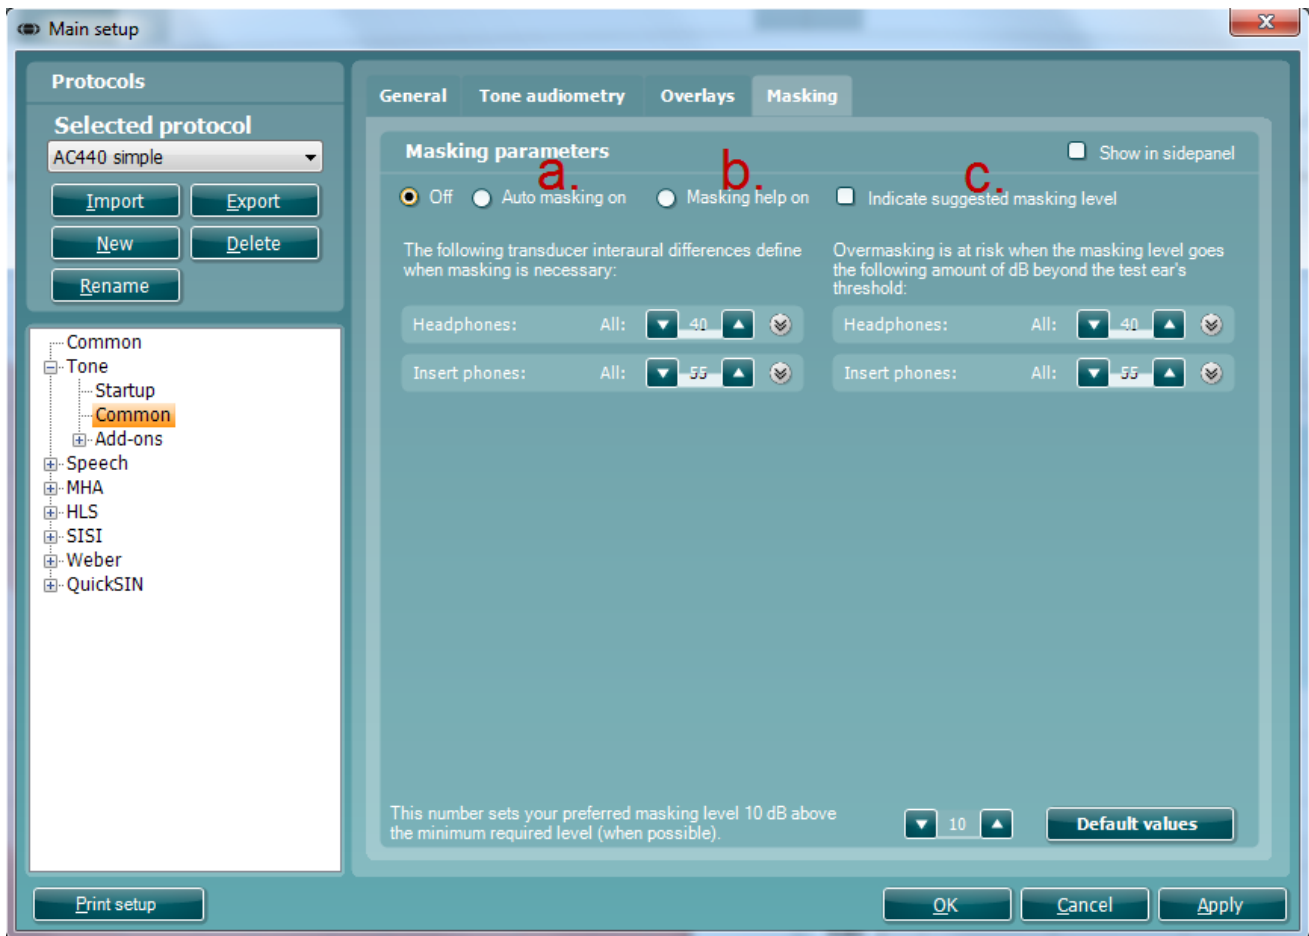 Main setup
Protocols
Selected protocol
AC440 simple
Import
Export
New
Delete
Rename
Common
Tone
Startup
Common
Add-ons
Speech
MHA
HLS
SISI
Weber
QuickSIN
Print setup
General
Tone audiometry
Overlays
Masking
Masking parameters
Show in sidepanel
a.
b.
c.
Off
Auto masking on
Masking help on
Indicate suggested masking level
The following transducer interaural differences define
when masking is necessary:
Headphones: All: 40
Insert phones: All: 55
Overmasking is at risk when the masking level goes
the following amount of dB beyond the test ear's
threshold:
Headphones: All: 40
Insert phones: All: 55
This number sets your preferred masking level 10 dB above
the minimum required level (when possible).
10
Default values
OK
Cancel
Apply